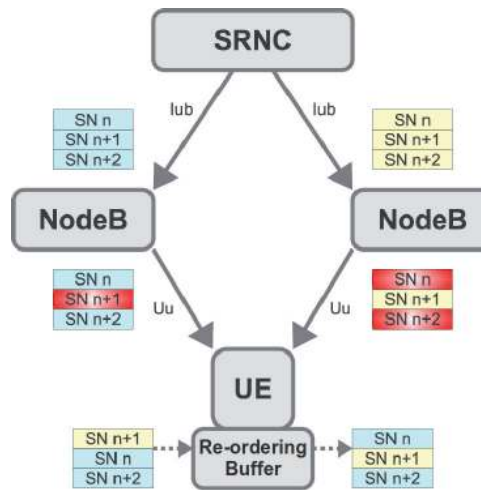 SRNC
Iub
Iub
SN n
SN n+1
SN n+2
SN n
SN n+1
SN n+2
NodeB
NodeB
SN n
SN n+1
SN n+2
Uu
Uu
SN n
SN n+1
SN n+2
UE
SN n+1
SN n
SN n+2
Re-ordering
Buffer
SN n
SN n+1
SN n+2